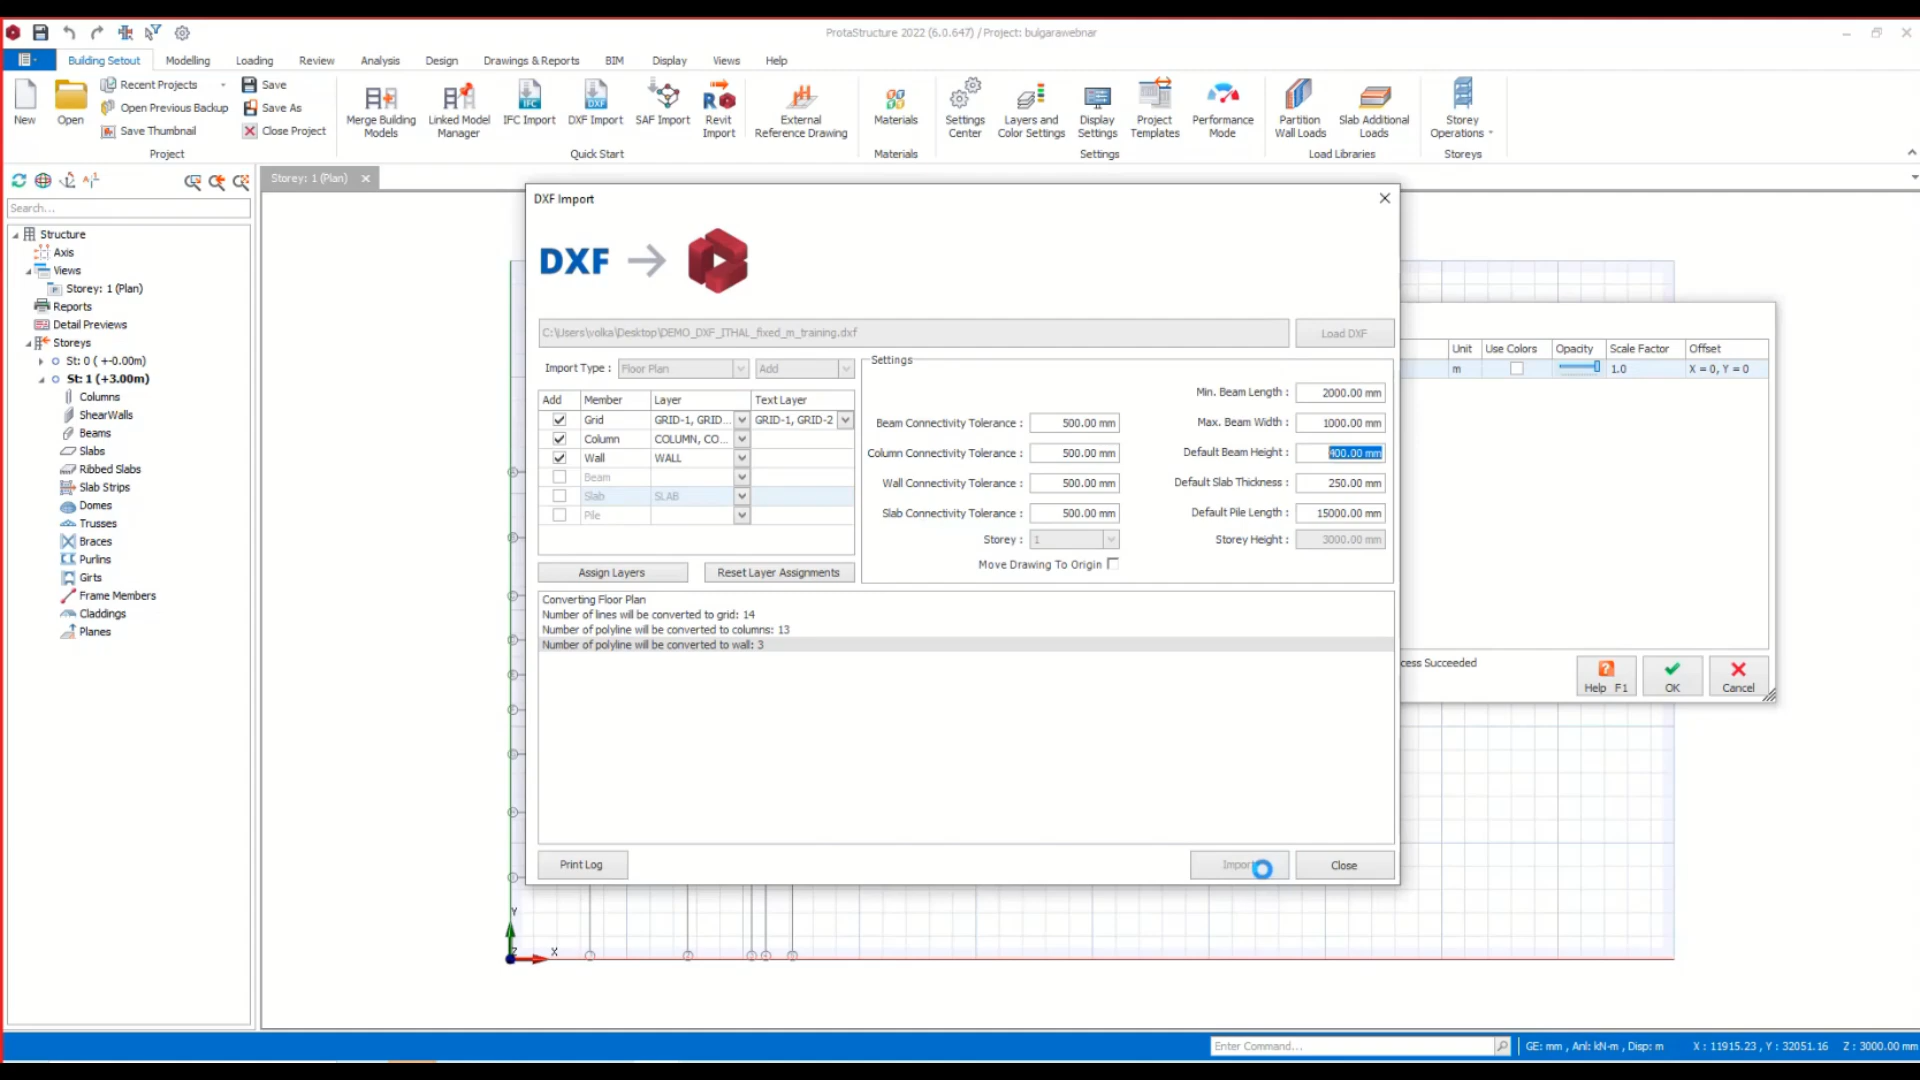 ProtaStructure 2022 (6.0.647) / Project: bulgarawebnar
Building Setout Modelling Loading Review Analysis Design Drawings & Reports BIM Display Views Help
New
Open
Recent Projects
Open Previous Backup
Save Thumbnail
Save
Save As
Close Project
Project
Merge Building Models
Linked Model Manager
IFC Import
DXF Import
SAF Import
Revit Import
External Reference Drawing
Quick Start
Materials
Materials
Settings Center
Layers and Color Settings
Display Settings
Project Templates
Performance Mode
Settings
Partition Wall Loads
Slab Additional Loads
Load Libraries
Storey Operations
Storeys
Search...
Structure
Axis
Views
Storey: 1 (Plan)
Reports
Detail Previews
Storeys
St: 0 ( +-0.00m)
St: 1 (+3.00m)
Columns
ShearWalls
Beams
Slabs
Ribbed Slabs
Slab Strips
Domes
Trusses
Braces
Purlins
Girts
Frame Members
Claddings
Planes
Storey: 1 (Plan)
DXF Import
DXF
C:\Users\volka\Desktop\DEMO_DXF_ITHAL_fixed_m_training.dxf
Load DXF
Import Type : Floor Plan Add
Add Member Layer Text Layer
Grid GRID-1, GRID... GRID-1, GRID-2
Column COLUMN, CO...
Wall WALL
Beam
Slab SLAB
Pile
Assign Layers
Reset Layer Assignments
Settings
Beam Connectivity Tolerance : 500.00 mm
Column Connectivity Tolerance : 500.00 mm
Wall Connectivity Tolerance : 500.00 mm
Slab Connectivity Tolerance : 500.00 mm
Storey : 1
Move Drawing To Origin
Min. Beam Length : 2000.00 mm
Max. Beam Width : 1000.00 mm
Default Beam Height : 400.00 mm
Default Slab Thickness : 250.00 mm
Default Pile Length : 15000.00 mm
Storey Height : 3000.00 mm
Converting Floor Plan
Number of lines will be converted to grid: 14
Number of polyline will be converted to columns: 13
Number of polyline will be converted to wall: 3
Print Log
Import
Close
Unit Use Colors Opacity Scale Factor Offset
m 1.0 X = 0, Y = 0
cess Succeeded
Help F1
OK
Cancel
Y
Z
X
Enter Command...
GE: mm , Anl: kN-m , Disp: m
X : 11915.23 , Y : 32051.16 Z : 3000.00 mm